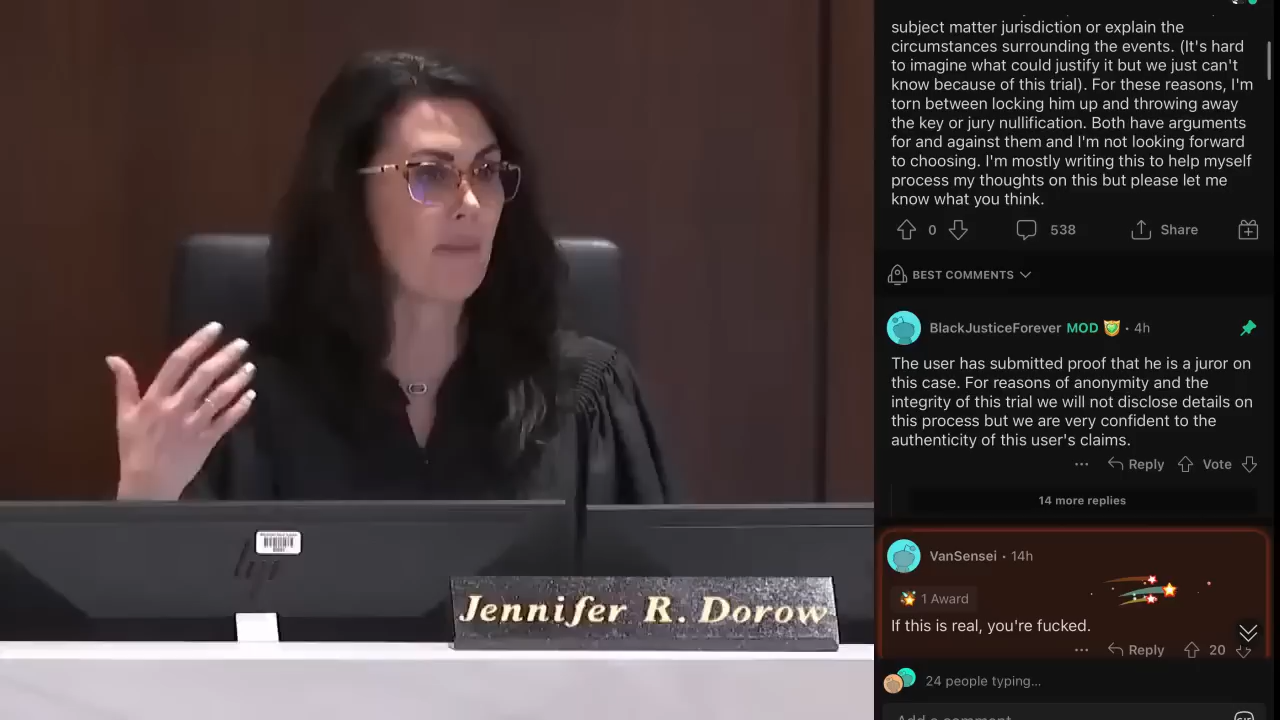 subject matter jurisdiction or explain the
circumstances surrounding the events. (It's hard
to imagine what could justify it but we just can't
know because of this trial). For these reasons, I'm
torn between locking him up and throwing away
the key or jury nullification. Both have arguments
for and against them and I'm not looking forward
to choosing. I'm mostly writing this to help myself
process my thoughts on this but please let me
know what you think.
0 538 Share
BEST COMMENTS
BlackJusticeForever MOD · 4h
The user has submitted proof that he is a juror on
this case. For reasons of anonymity and the
integrity of this trial we will not disclose details on
this process but we are very confident to the
authenticity of this user's claims.
Reply Vote
14 more replies
VanSensei · 14h
1 Award
If this is real, you're fucked.
Reply 20
24 people typing...
Add a comment
hp
Jennifer R. Dorow